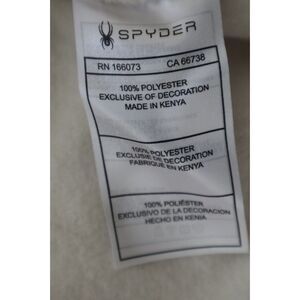 SPYDER
RN 166073 CA 66738
100% POLYESTER
EXCLUSIVE OF DECORATION
MADE IN KENYA
100% POLYESTER
EXCLUSIE DE DECORATION
FABRIQUE EN KENYA
100% POLIÉSTER
EXCLUSIVO DE LA DECORACION
HECHO EN KENIA